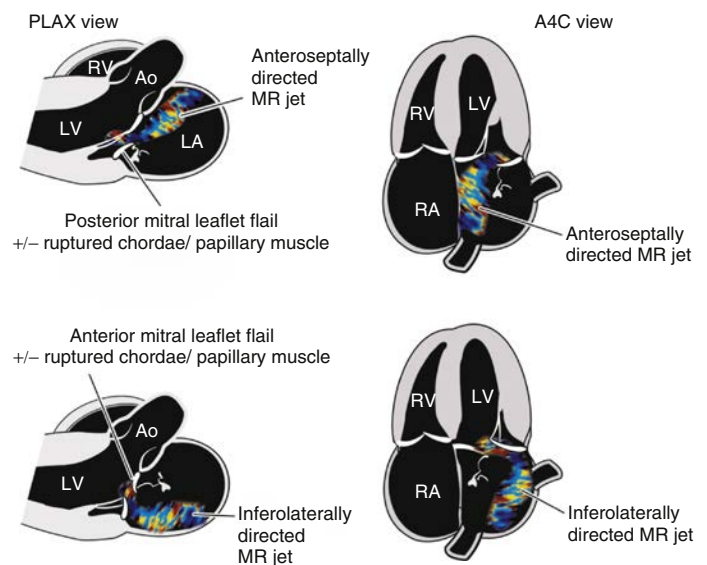 PLAX view
A4C view
Anteroseptally
directed
MR jet
RV
Ao
LV
LA
Posterior mitral leaflet flail
+/− ruptured chordae/ papillary muscle
RV
LV
RA
Anteroseptally
directed MR jet
Anterior mitral leaflet flail
+/− ruptured chordae/ papillary muscle
Ao
LV
Inferolaterally
directed
MR jet
RV
LV
RA
Inferolaterally
directed MR jet